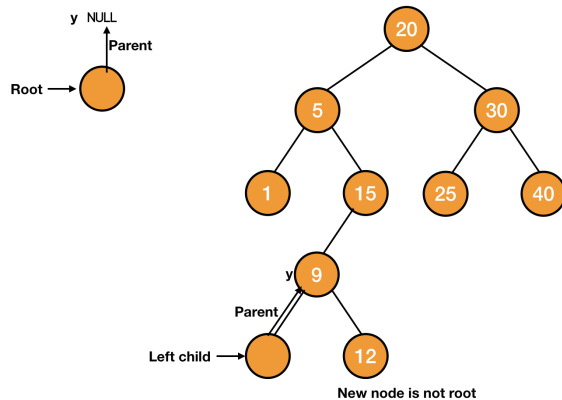 y NULL
Parent
Root
20
5
30
1
15
25
40
y 9
Parent
Left child
12
New node is not root